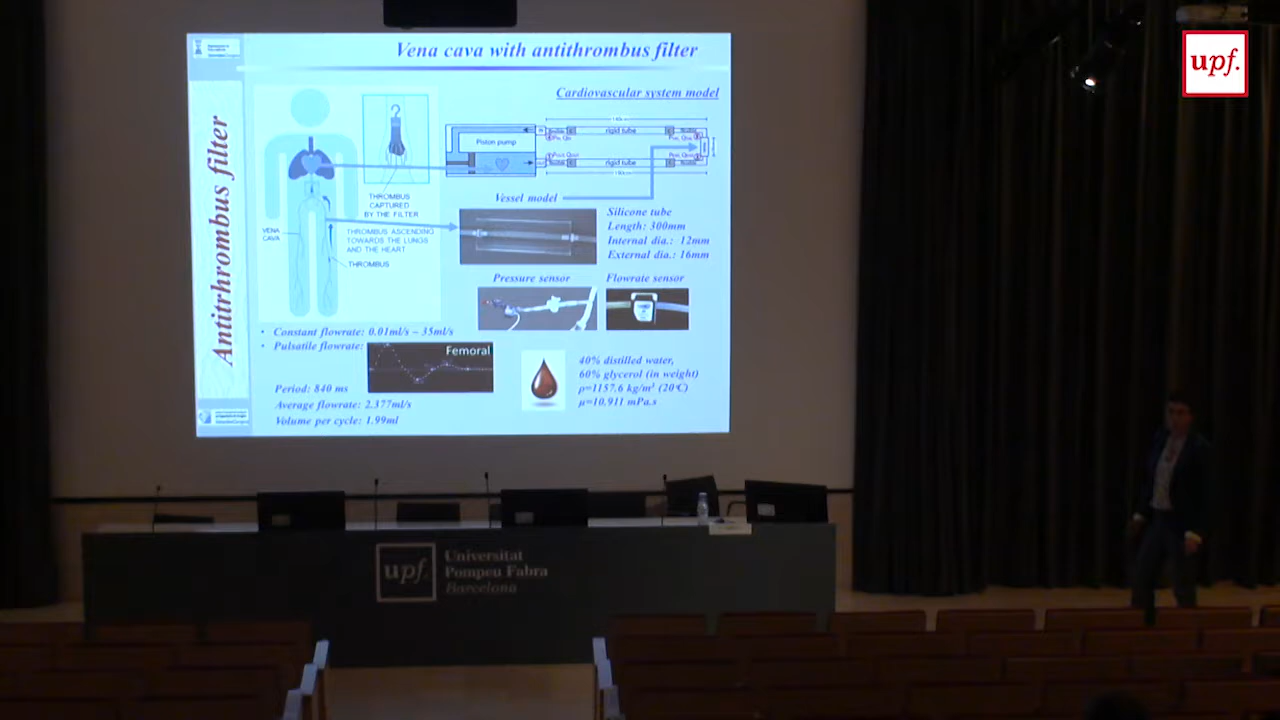 Vena cava with antithrombus filter
upf.
Antitrhrombus filter
Cardiovascular system model
Piston pump
rigid tube
rigid tube
THROMBUS
CAPTURED
BY THE FILTER
Vessel model
VENA
CAVA
THROMBUS ASCENDING
TOWARDS THE LUNGS
AND THE HEART
THROMBUS
Silicone tube
Length: 300mm
Internal dia.: 12mm
External dia.: 16mm
Pressure sensor
Flowrate sensor
• Constant flowrate: 0.01ml/s – 35ml/s
• Pulsatile flowrate:
Femoral
Period: 840 ms
Average flowrate: 2.377ml/s
Volume per cycle: 1.99ml
40% distilled water,
60% glycerol (in weight)
ρ=1157.6 kg/m³ (20ºC)
μ=10.911 mPa.s
upf.
Universitat
Pompeu Fabra
Barcelona